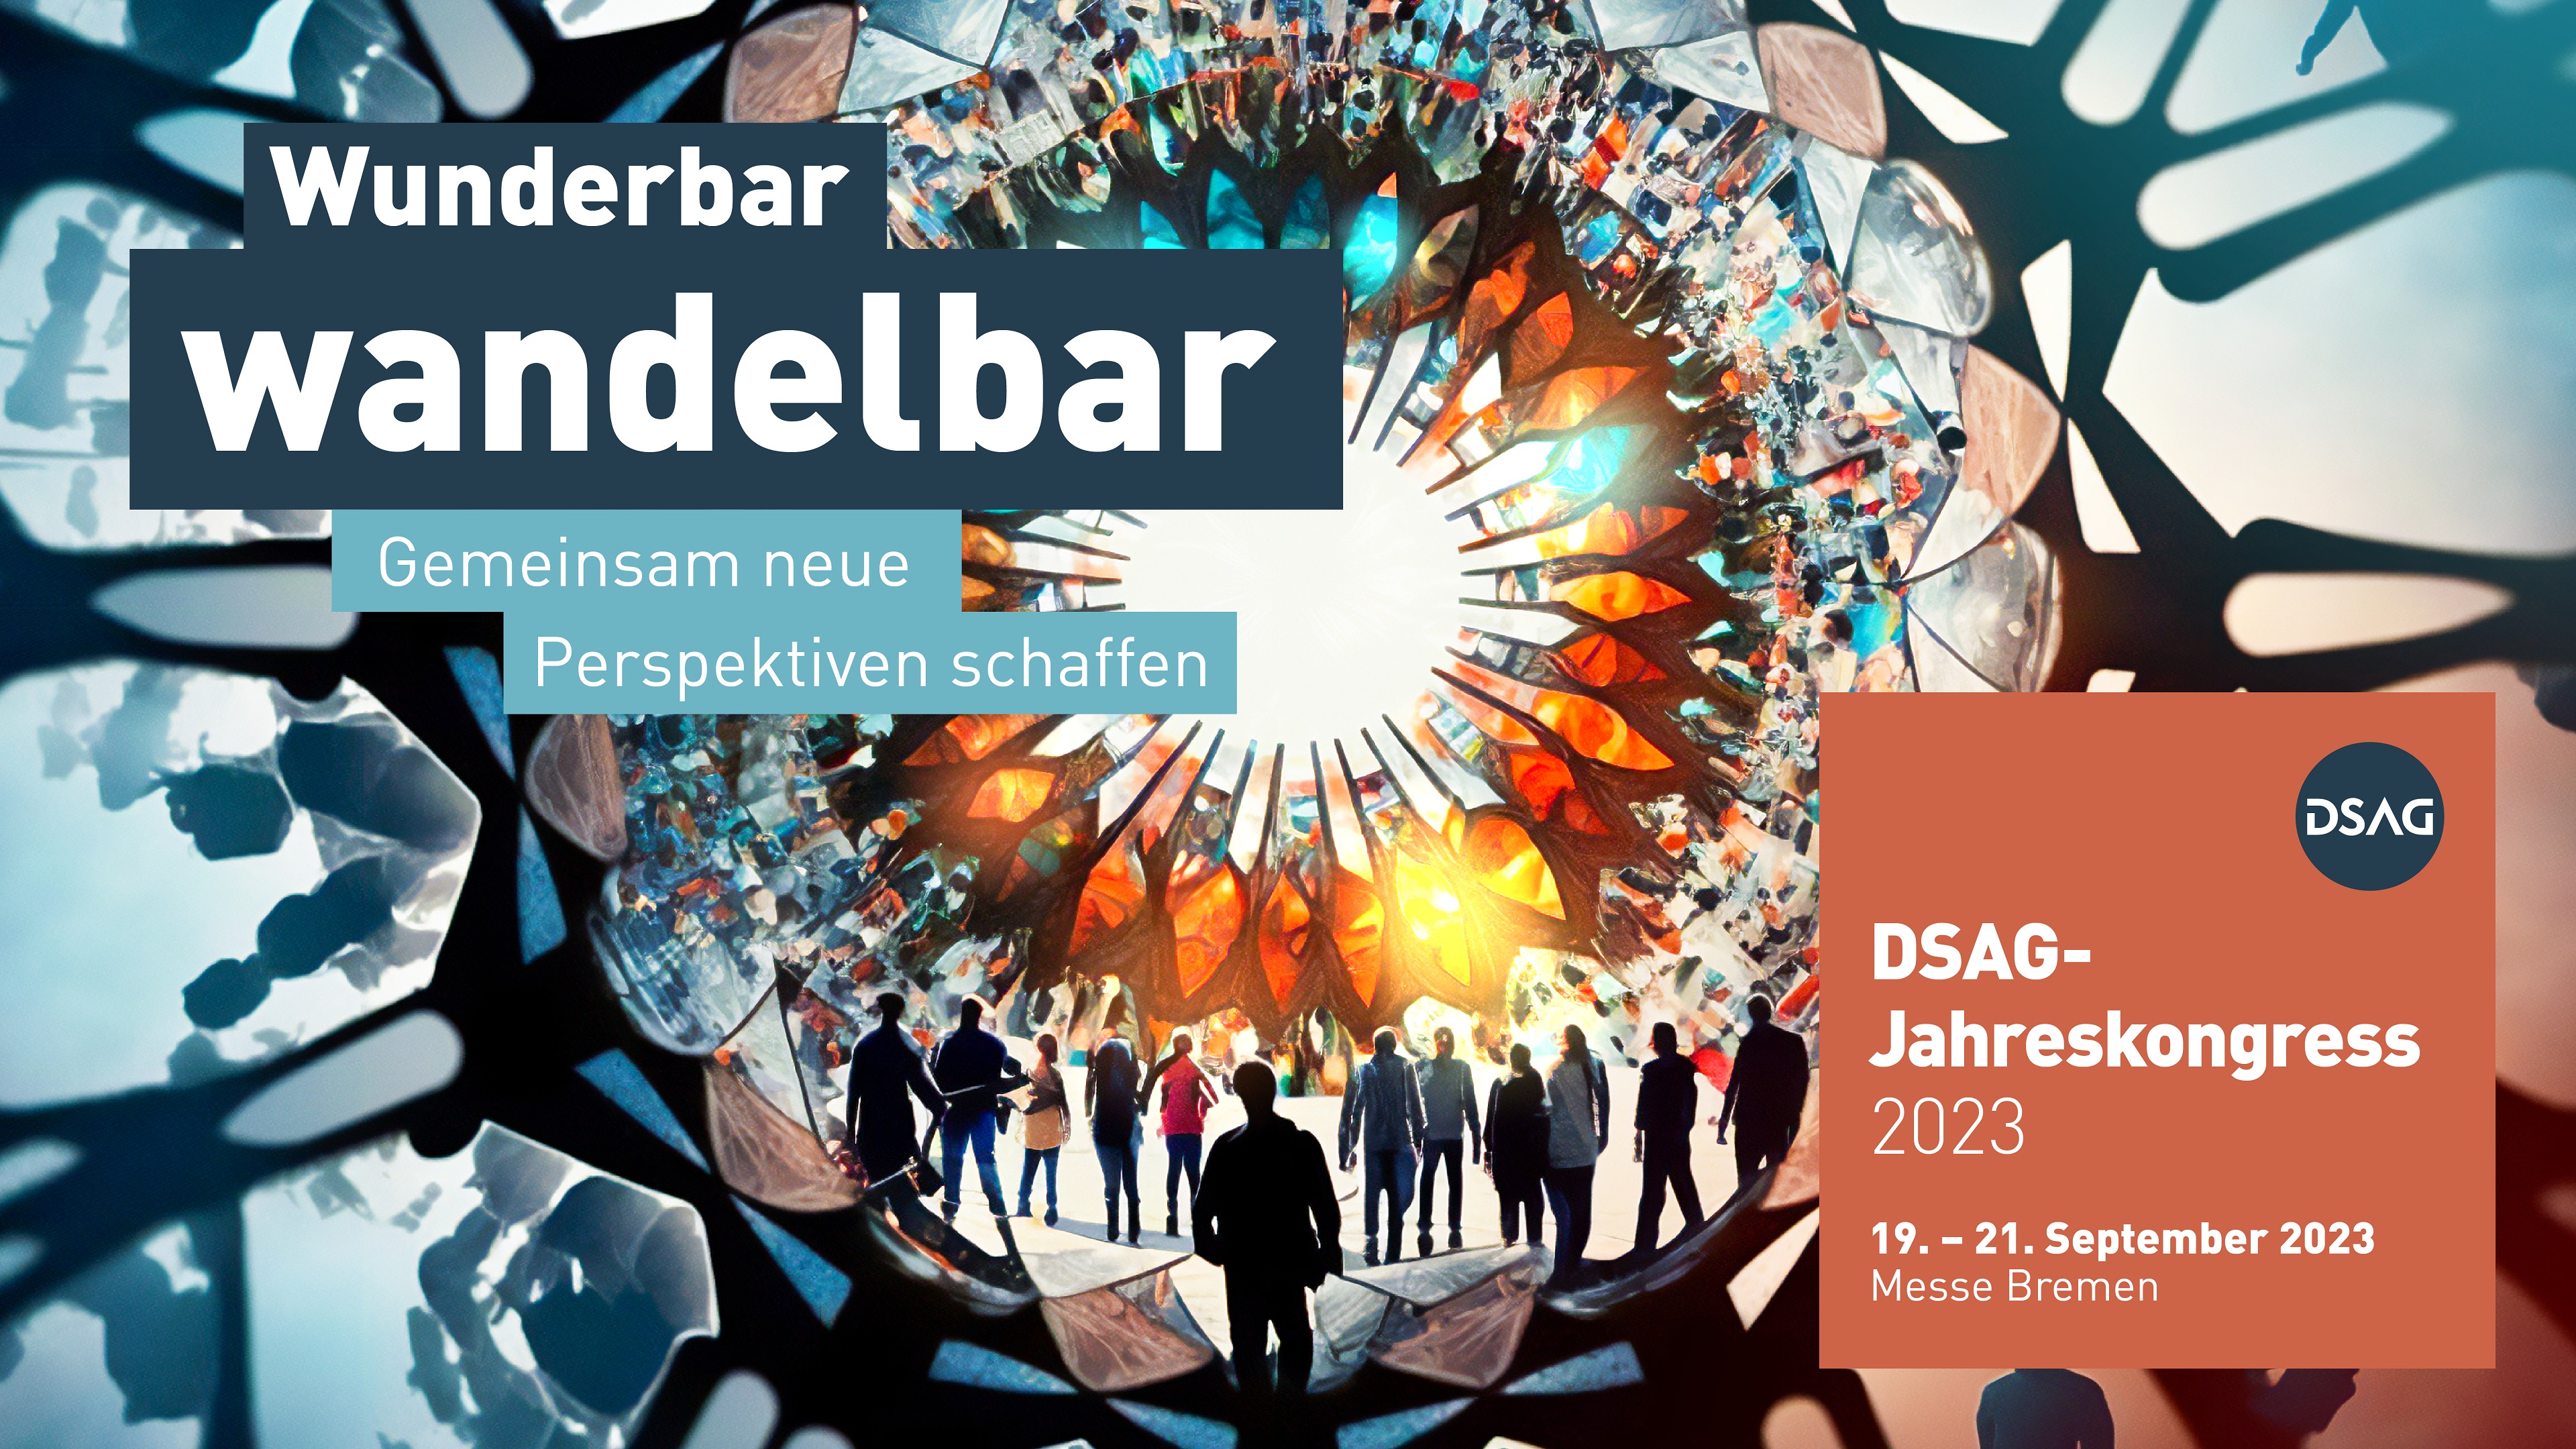 Wunderbar
wandelbar
Gemeinsam neue
Perspektiven schaffen
DSAG
DSAG-
Jahreskongress
2023
19. – 21. September 2023
Messe Bremen